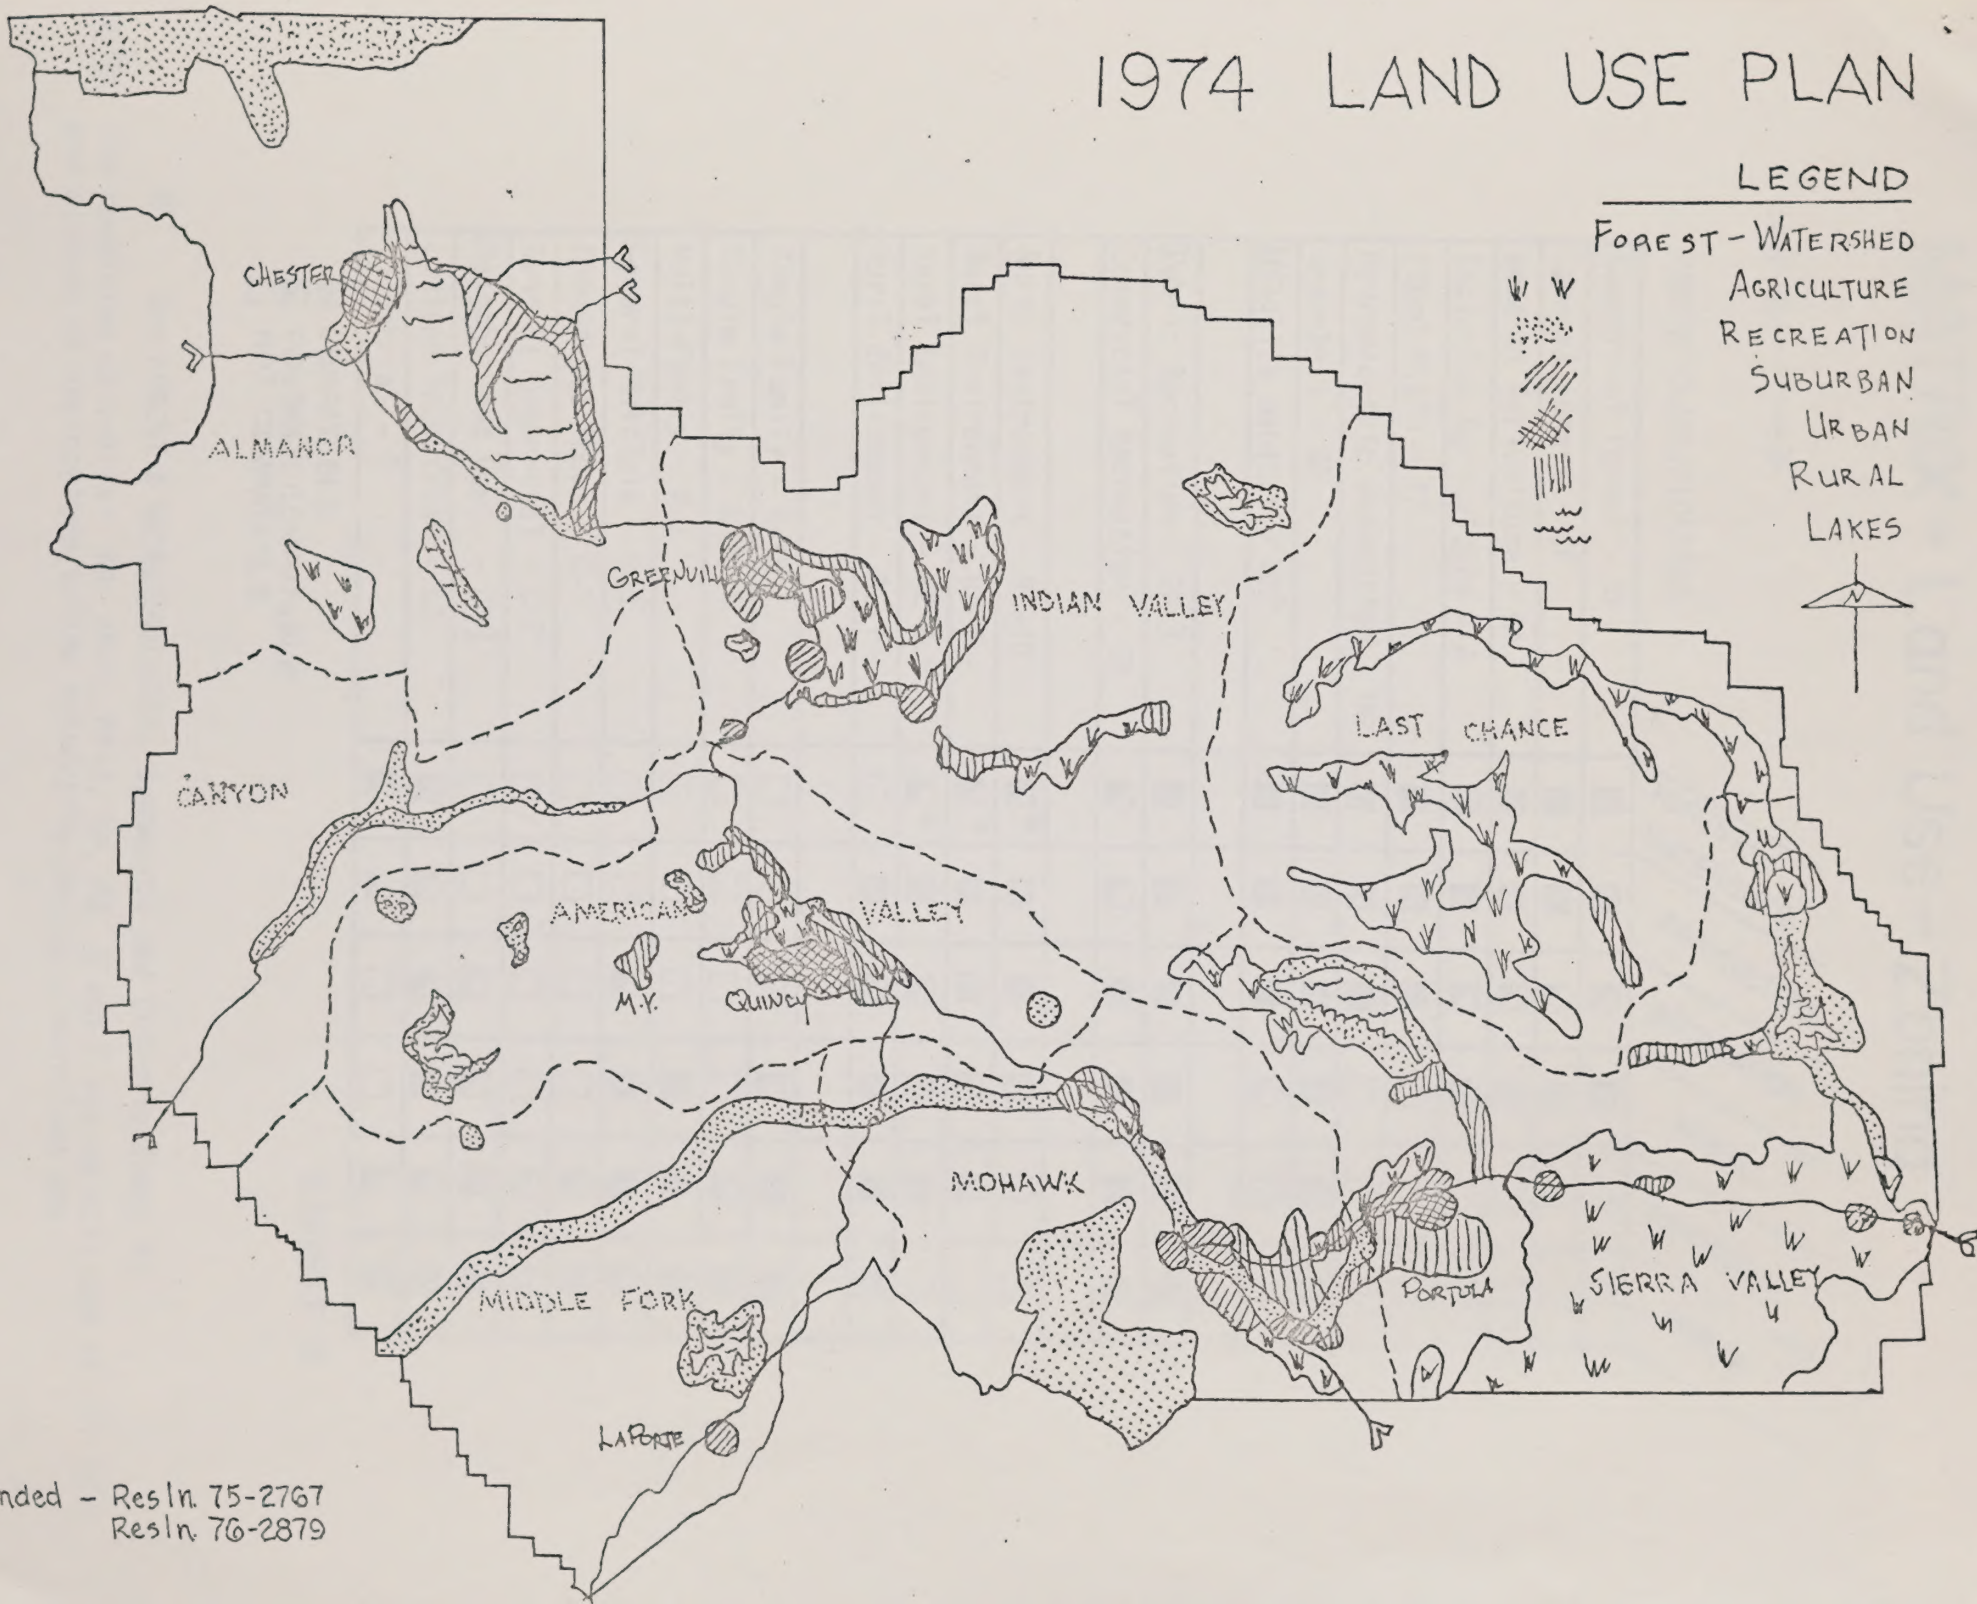 1974 LAND USE PLAN
LEGEND
FOREST-WATERSHED
AGRICULTURE
RECREATION
SUBURBAN
URBAN
RURAL
LAKES
N
CHESTER
ALMANOR
GREENVILL
INDIAN VALLEY
LAST CHANCE
CANYON
AMERICAN VALLEY
M.V.
QUINCY
MOHAWK
MIDDLE FORK
PORTOLA
SIERRA VALLEY
LAPORTE
nded - Resln. 75-2767
Resln. 76-2879